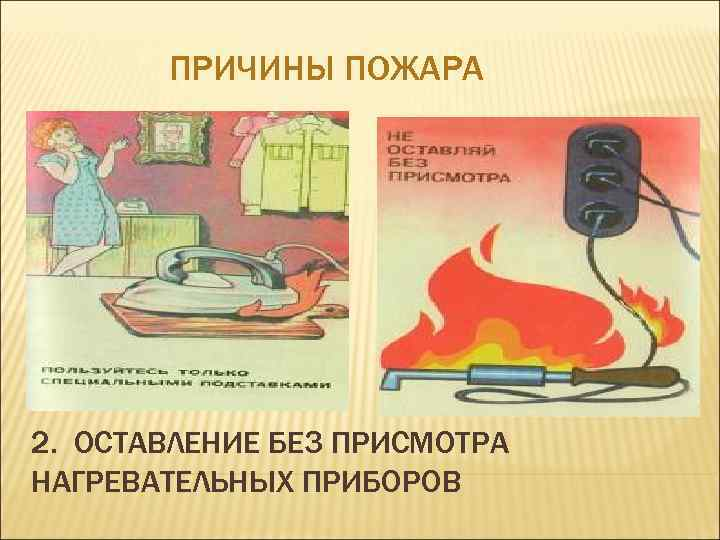 ПРИЧИНЫ ПОЖАРА
НЕ
ОСТАВЛЯЙ
БЕЗ
ПРИСМОТРА
ПОЛЬЗУЙТЕСЬ ТОЛЬКО
СПЕЦИАЛЬНЫМИ ПОДСТАВКАМИ
2. ОСТАВЛЕНИЕ БЕЗ ПРИСМОТРА
НАГРЕВАТЕЛЬНЫХ ПРИБОРОВ